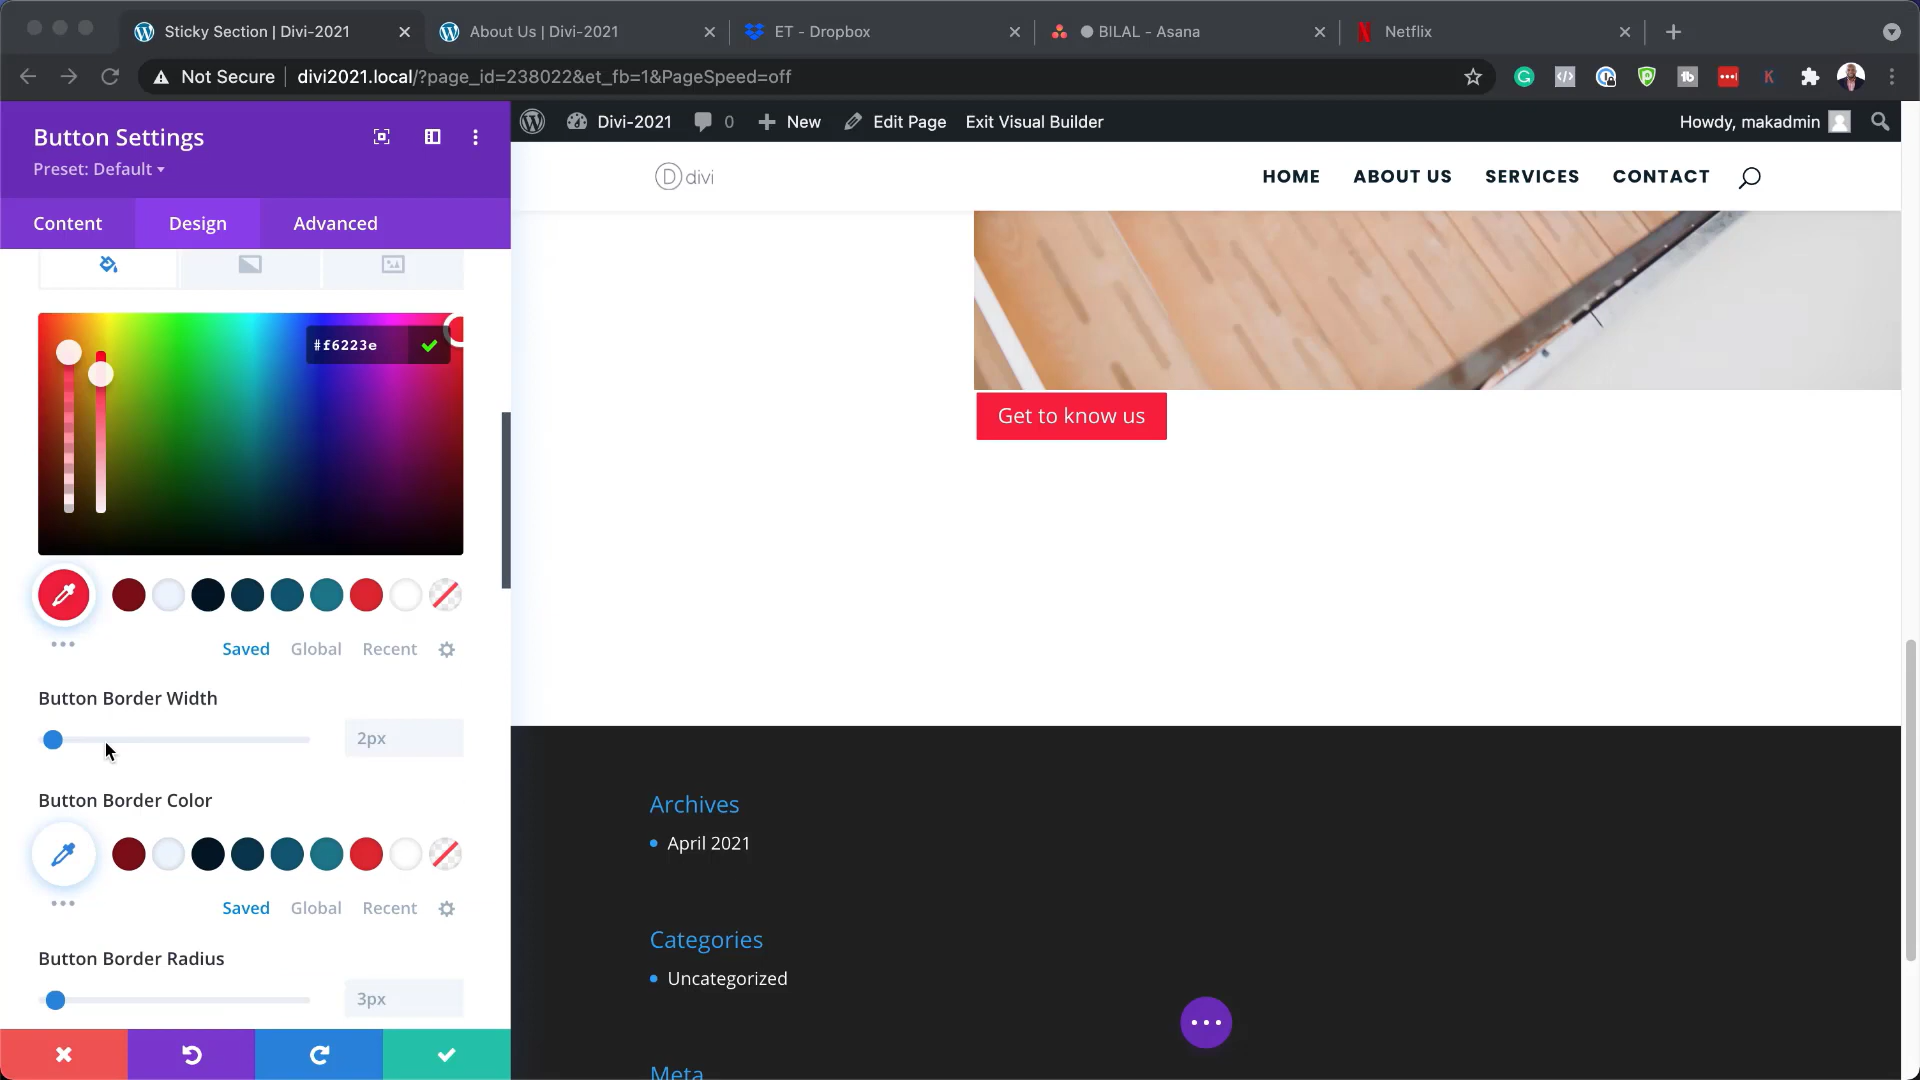 Sticky Section | Divi-2021
About Us | Divi-2021
ET - Dropbox
BILAL - Asana
Netflix
Not Secure
divi2021.local/?page_id=238022&et_fb=1&PageSpeed=off
Button Settings
Preset: Default
Content
Design
Advanced
#f6223e
Saved
Global
Recent
Button Border Width
2px
Button Border Color
Saved
Global
Recent
Button Border Radius
3px
Divi-2021
0
New
Edit Page
Exit Visual Builder
Howdy, makadmin
D divi
HOME
ABOUT US
SERVICES
CONTACT
Get to know us
Archives
April 2021
Categories
Uncategorized
Meta